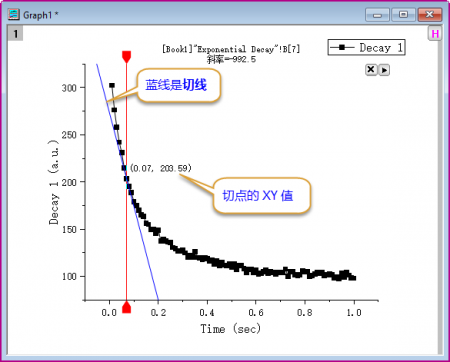 Graph1 *
1
H
[Book1]"Exponential Decay"!B[7]
斜率=-992.5
Decay 1
蓝线是切线
(0.07, 203.59)
切点的 XY 值
Decay 1 (a.u.)
300
250
200
150
100
0.0 0.2 0.4 0.6 0.8 1.0
Time (sec)